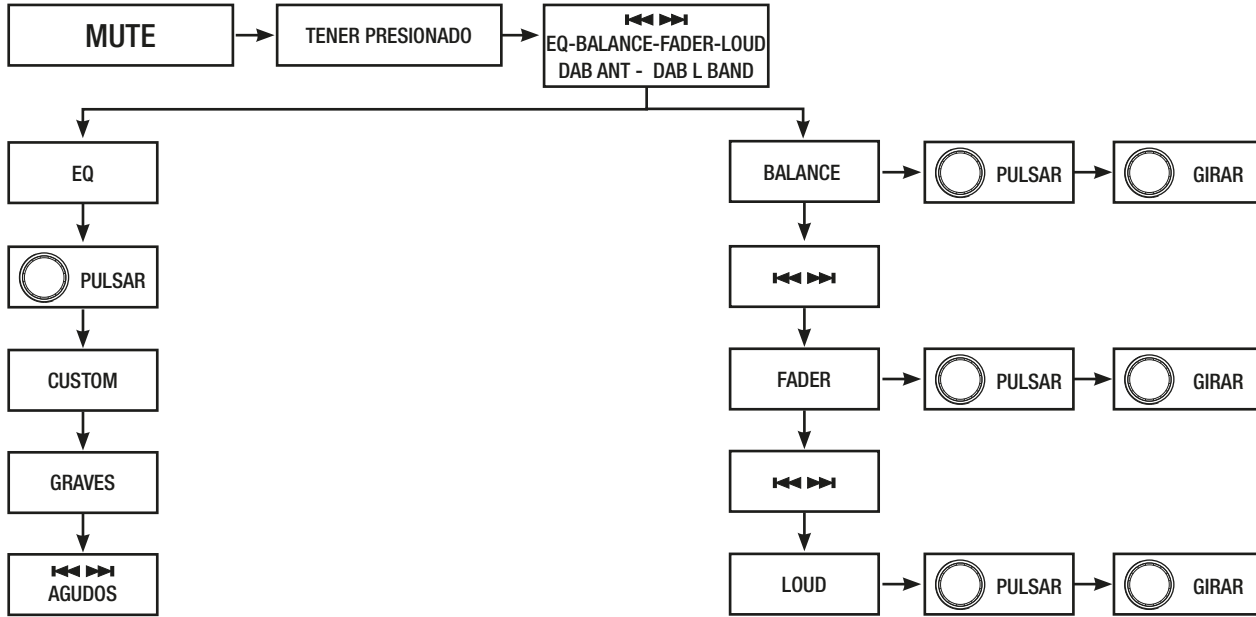 MUTE
TENER PRESIONADO
EQ-BALANCE-FADER-LOUD
DAB ANT - DAB L BAND
EQ
PULSAR
CUSTOM
GRAVES
AGUDOS
BALANCE
PULSAR
GIRAR
FADER
PULSAR
GIRAR
LOUD
PULSAR
GIRAR